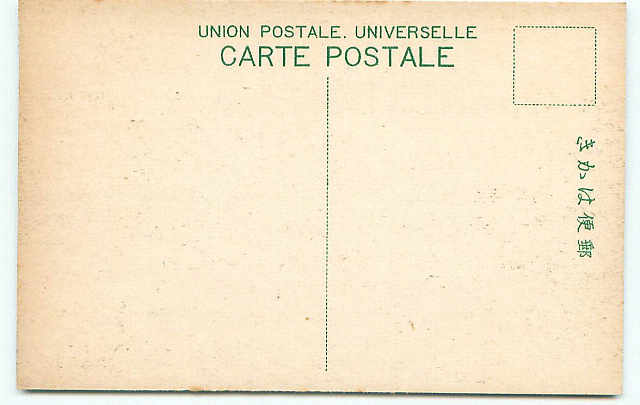 UNION POSTALE. UNIVERSELLE
CARTE POSTALE
郵便はかき